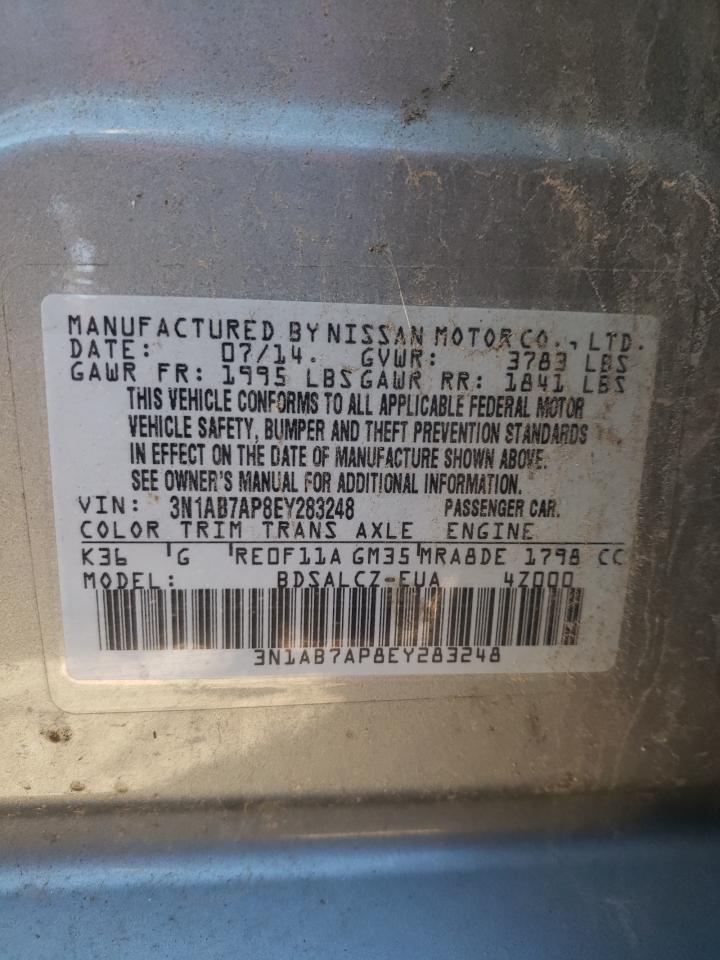 MANUFACTURED BY NISSAN MOTOR CO., LTD.
DATE: 07/14. GVWR: 3783 LBS
GAWR FR: 1995 LBS GAWR RR: 1841 LBS
THIS VEHICLE CONFORMS TO ALL APPLICABLE FEDERAL MOTOR
VEHICLE SAFETY, BUMPER AND THEFT PREVENTION STANDARDS
IN EFFECT ON THE DATE OF MANUFACTURE SHOWN ABOVE.
SEE OWNER'S MANUAL FOR ADDITIONAL INFORMATION.
VIN: 3N1AB7AP8EY283248 PASSENGER CAR.
COLOR TRIM TRANS AXLE ENGINE
K36 G RE0F11A GM35 MRA8DE 1798 CC
MODEL: BDSALCZ-EUA 4Z000
3N1AB7AP8EY283248